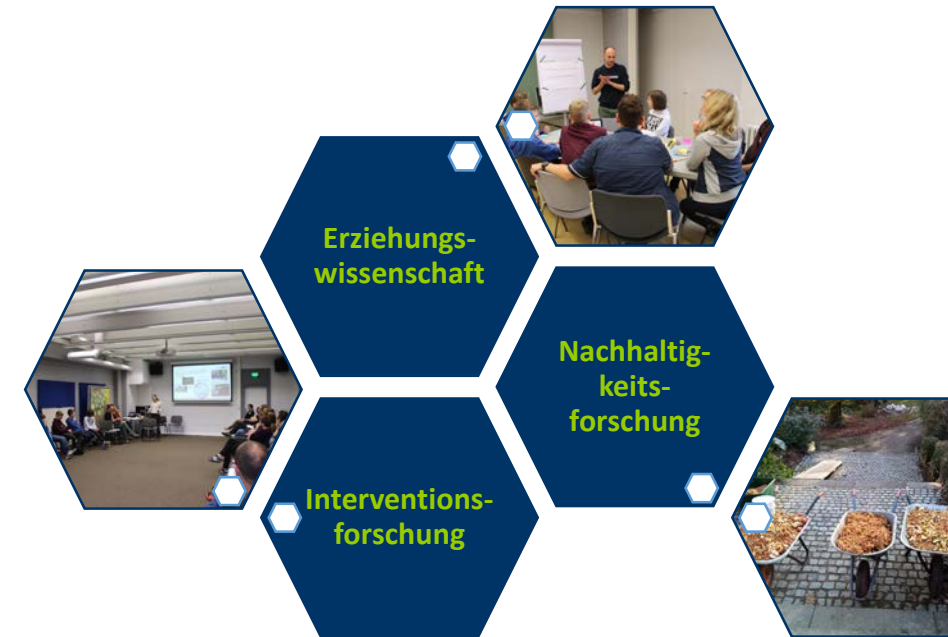 Erziehungs-
wissenschaft
Nachhaltig-
keits-
forschung
Interventions-
forschung